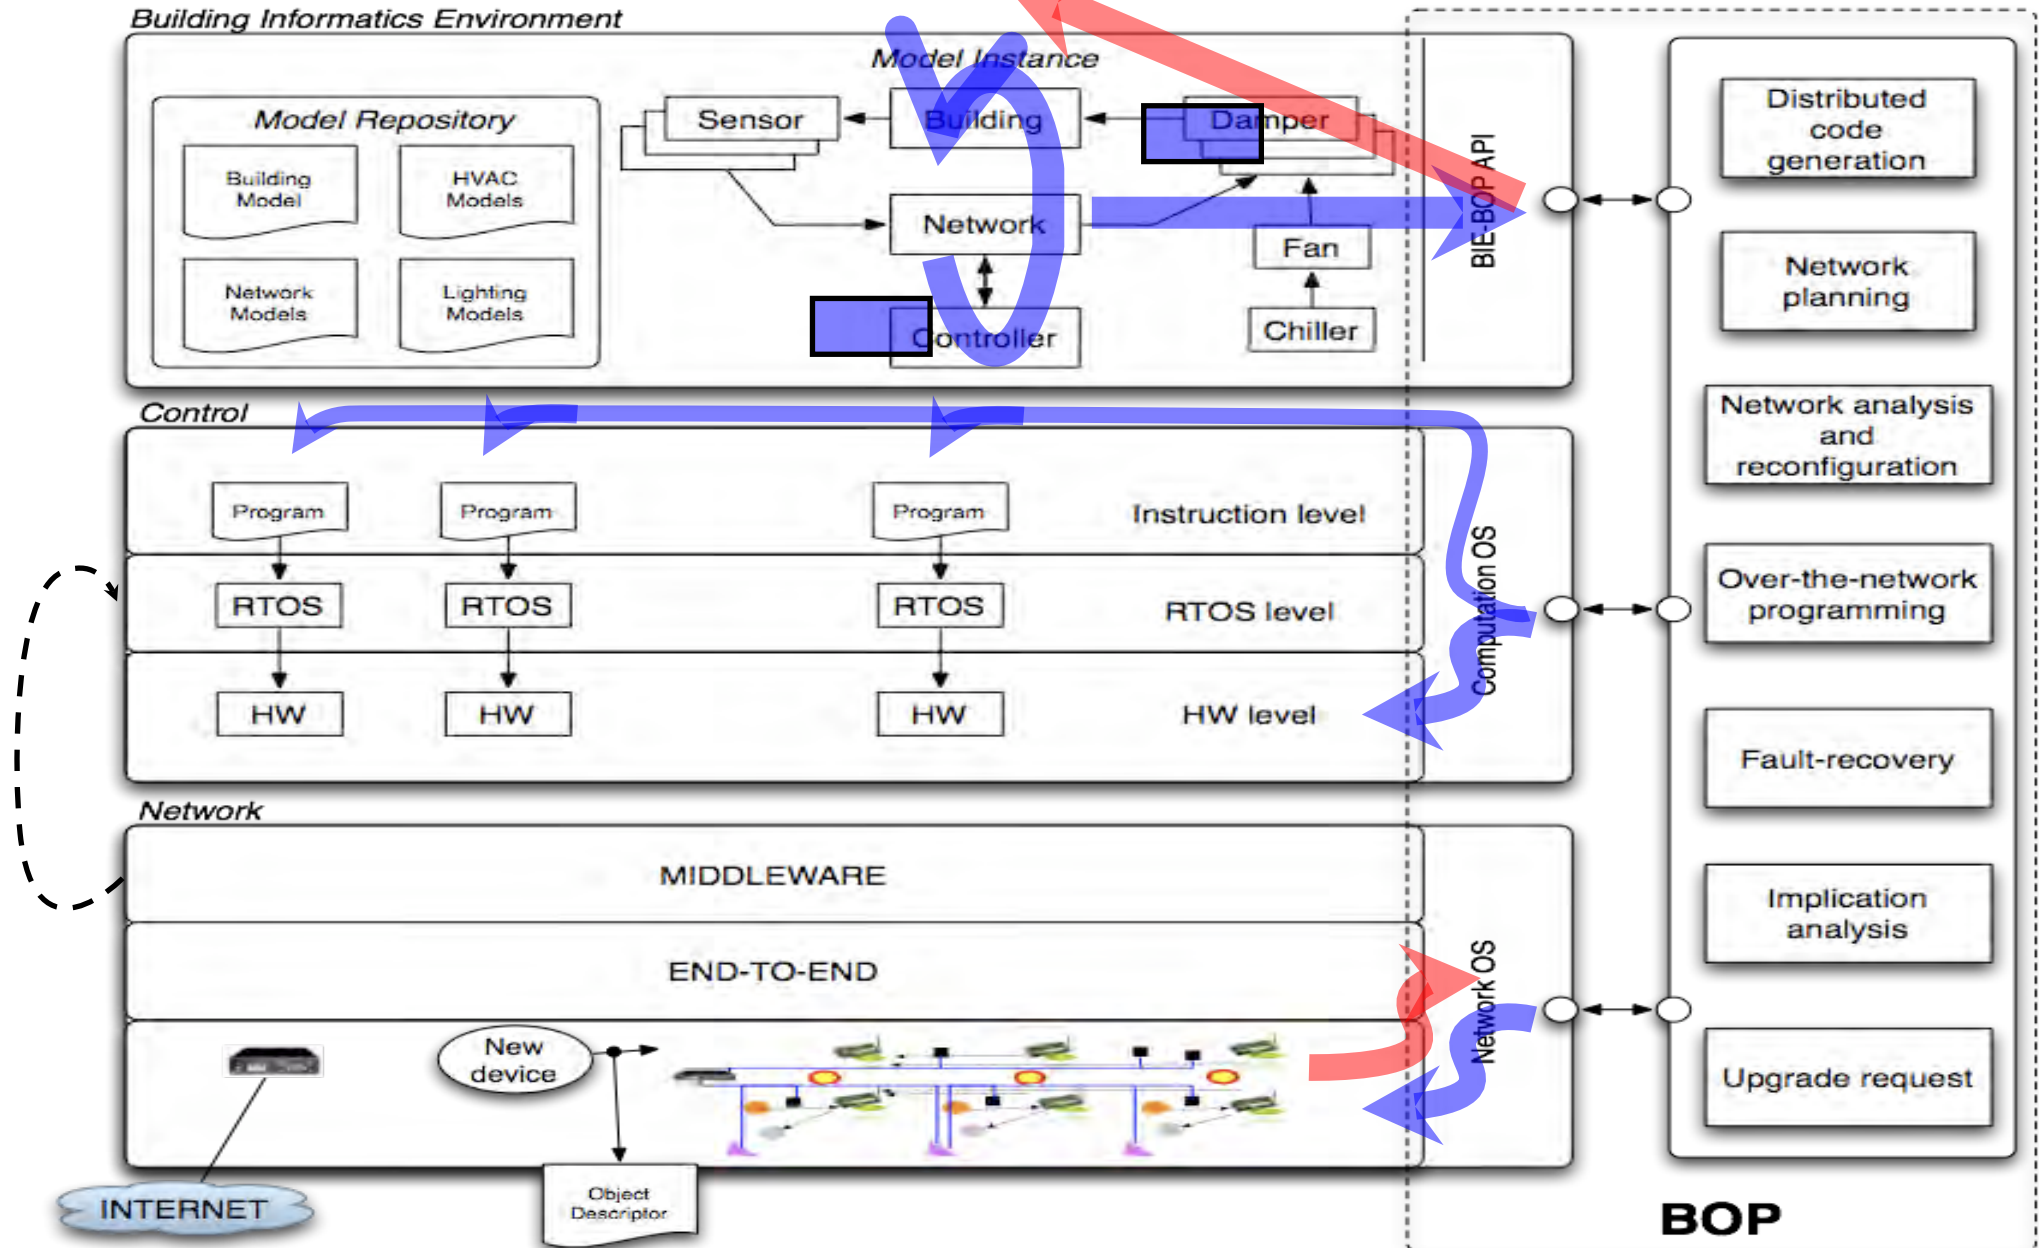 Building Informatics Environment
Model Instance
Model Repository
Building
Model
HVAC
Models
Network
Models
Lighting
Models
Sensor
Building
Damper
Network
Fan
Controller
Chiller
BIE-BOP API
Control
Program
Program
Program
Instruction level
RTOS
RTOS
RTOS
RTOS level
HW
HW
HW
HW level
Computation OS
Network
MIDDLEWARE
END-TO-END
New
device
Object
Descriptor
INTERNET
Network OS
Distributed
code
generation
Network
planning
Network analysis
and
reconfiguration
Over-the-network
programming
Fault-recovery
Implication
analysis
Upgrade request
BOP